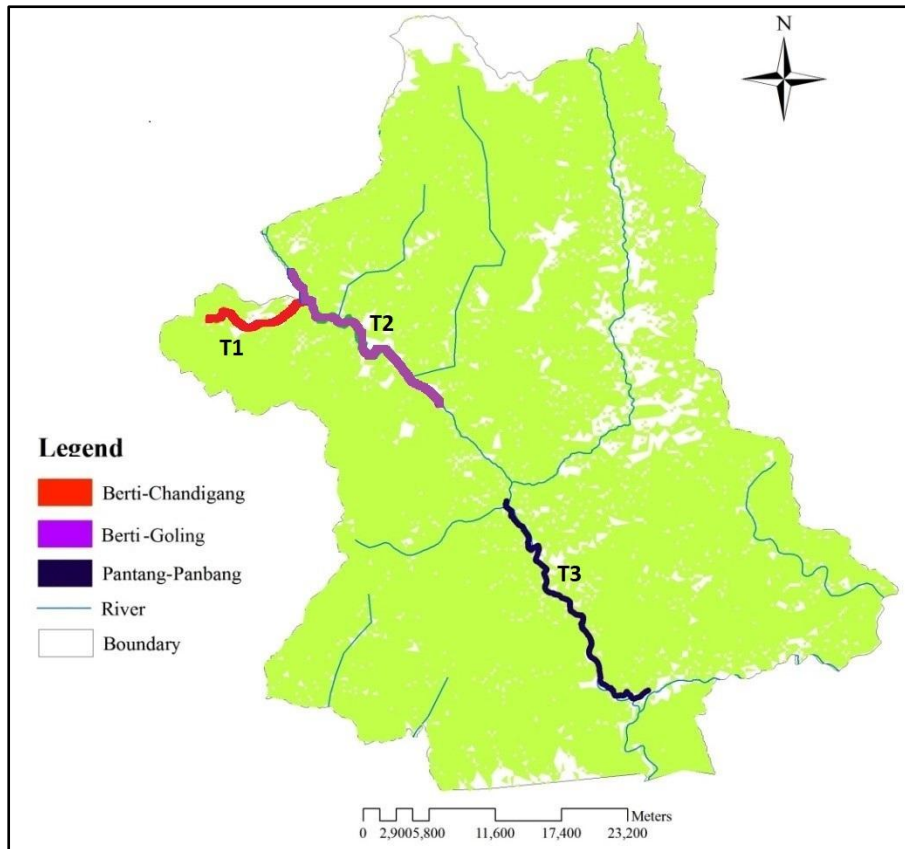 N
T1
T2
T3
Legend
Berti-Chandigang
Berti-Goling
Pantang-Panbang
River
Boundary
Meters
0 2,9005,800 11,600 17,400 23,200